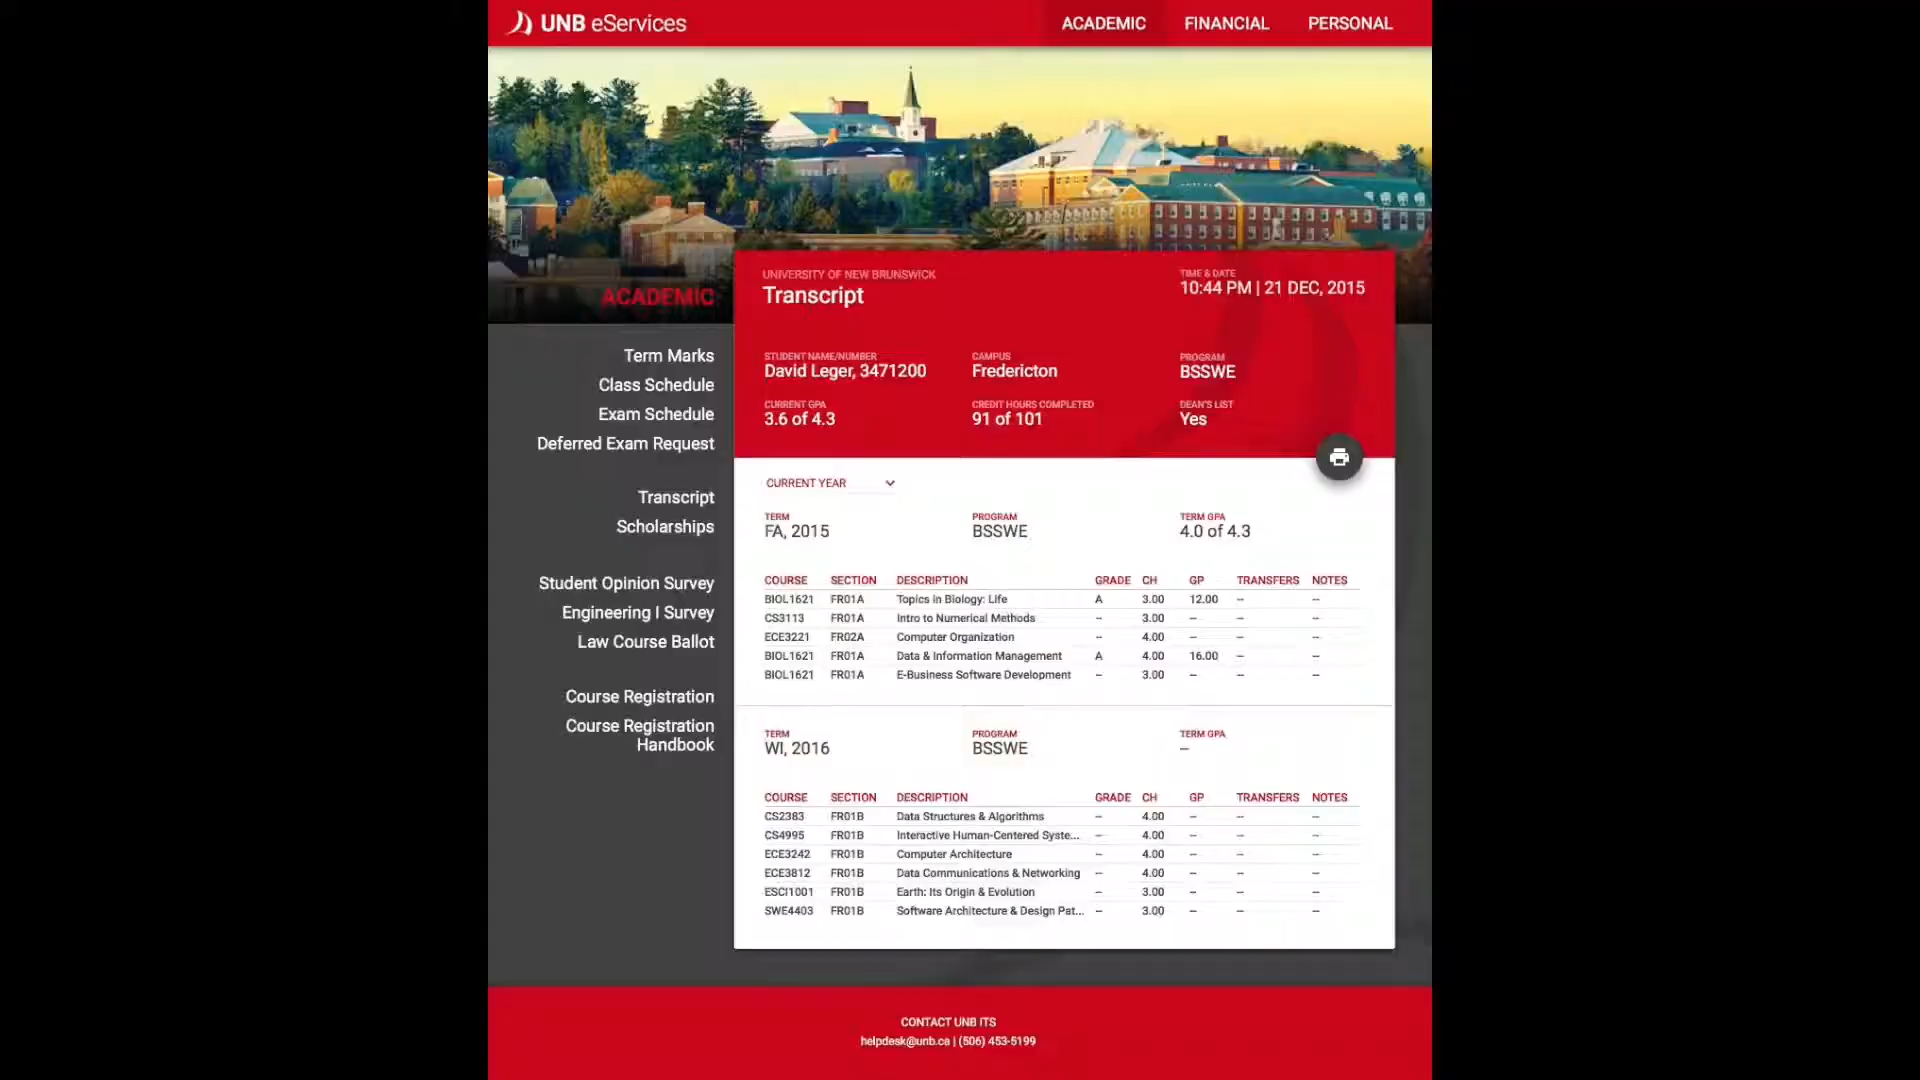 UNB eServices
ACADEMIC FINANCIAL PERSONAL
ACADEMIC
Term Marks
Class Schedule
Exam Schedule
Deferred Exam Request
Transcript
Scholarships
Student Opinion Survey
Engineering I Survey
Law Course Ballot
Course Registration
Course Registration
Handbook
UNIVERSITY OF NEW BRUNSWICK
Transcript
TIME & DATE
10:44 PM | 21 DEC, 2015
STUDENT NAME/NUMBER CAMPUS PROGRAM
David Leger, 3471200 Fredericton BSSWE
CURRENT GPA CREDIT HOURS COMPLETED DEAN'S LIST
3.6 of 4.3 91 of 101 Yes
CURRENT YEAR
TERM PROGRAM TERM GPA
FA, 2015 BSSWE 4.0 of 4.3
COURSE SECTION DESCRIPTION GRADE CH GP TRANSFERS NOTES
BIOL1621 FR01A Topics in Biology: Life A 3.00 12.00 -- --
CS3113 FR01A Intro to Numerical Methods -- 3.00 -- -- --
ECE3221 FR02A Computer Organization -- 4.00 -- -- --
BIOL1621 FR01A Data & Information Management A 4.00 16.00 -- --
BIOL1621 FR01A E-Business Software Development -- 3.00 -- -- --
TERM PROGRAM TERM GPA
WI, 2016 BSSWE --
COURSE SECTION DESCRIPTION GRADE CH GP TRANSFERS NOTES
CS2383 FR01B Data Structures & Algorithms -- 4.00 -- -- --
CS4995 FR01B Interactive Human-Centered Syste... -- 4.00 -- -- --
ECE3242 FR01B Computer Architecture -- 4.00 -- -- --
ECE3812 FR01B Data Communications & Networking -- 4.00 -- -- --
ESCI1001 FR01B Earth: Its Origin & Evolution -- 3.00 -- -- --
SWE4403 FR01B Software Architecture & Design Pat... -- 3.00 -- -- --
CONTACT UNB ITS
helpdesk@unb.ca | (506) 453-5199